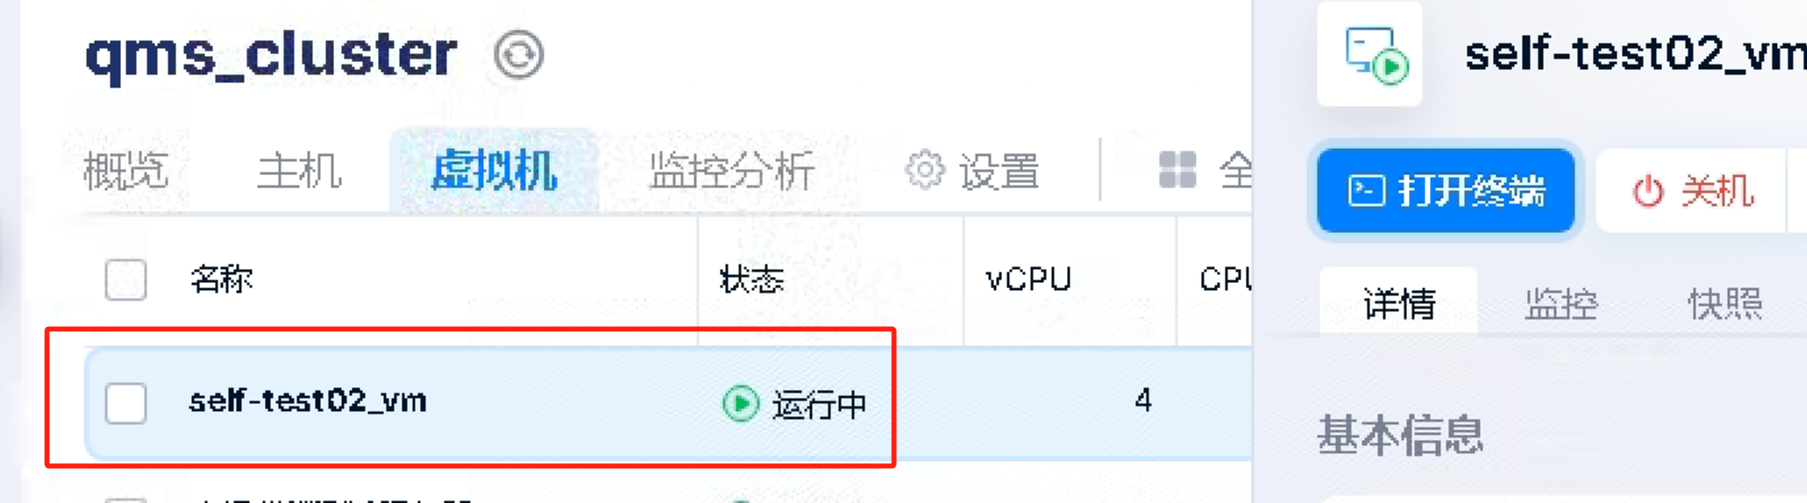 qms_cluster
概览 主机 虚拟机 监控分析 设置 全
名称 状态 vCPU CPU
self-test02_vm 运行中 4
self-test02_vm
打开终端 关机
详情 监控 快照
基本信息